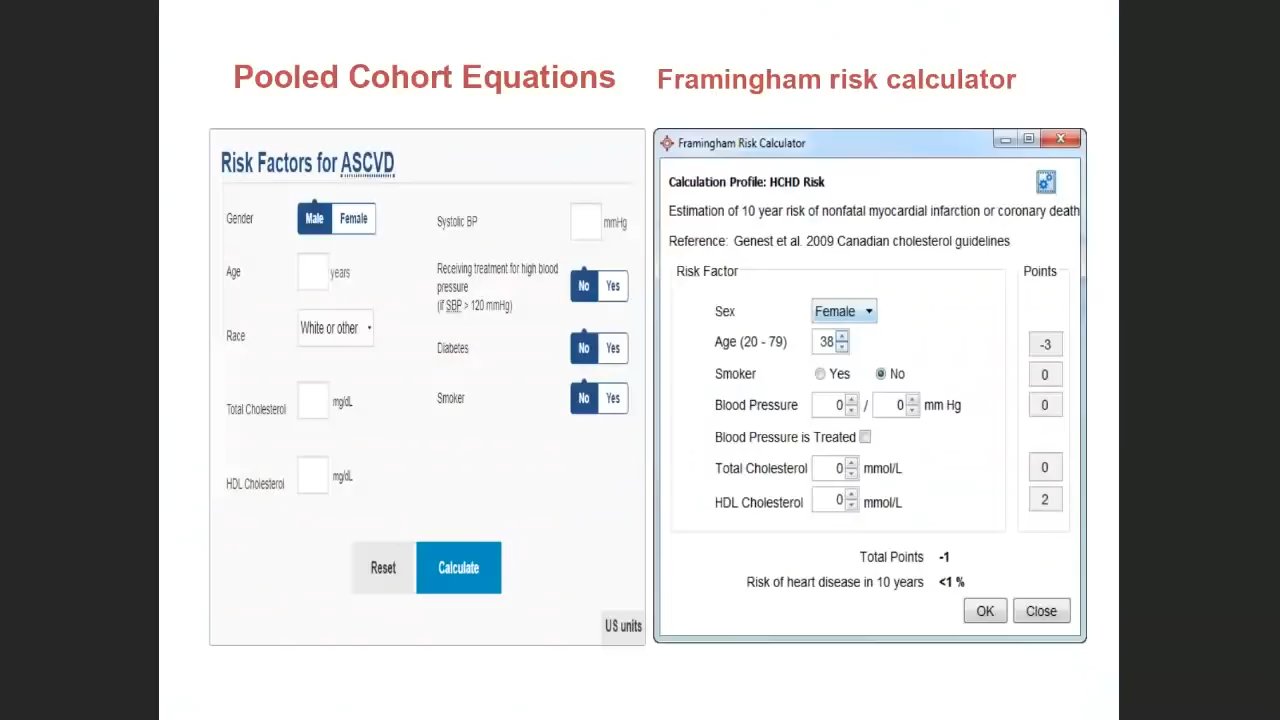 Pooled Cohort Equations
Framingham risk calculator
Risk Factors for ASCVD
Gender
Male Female
Age
years
Race
White or other
Total Cholesterol
mg/dL
HDL Cholesterol
mg/dL
Systolic BP
mmHg
Receiving treatment for high blood
pressure
(if SBP > 120 mmHg)
No Yes
Diabetes
No Yes
Smoker
No Yes
Reset
Calculate
US units
Framingham Risk Calculator
Calculation Profile: HCHD Risk
Estimation of 10 year risk of nonfatal myocardial infarction or coronary death
Reference: Genest et al. 2009 Canadian cholesterol guidelines
Risk Factor
Points
Sex Female
Age (20 - 79) 38 -3
Smoker Yes No 0
Blood Pressure 0 / 0 mm Hg 0
Blood Pressure is Treated
Total Cholesterol 0 mmol/L 0
HDL Cholesterol 0 mmol/L 2
Total Points -1
Risk of heart disease in 10 years <1 %
OK Close